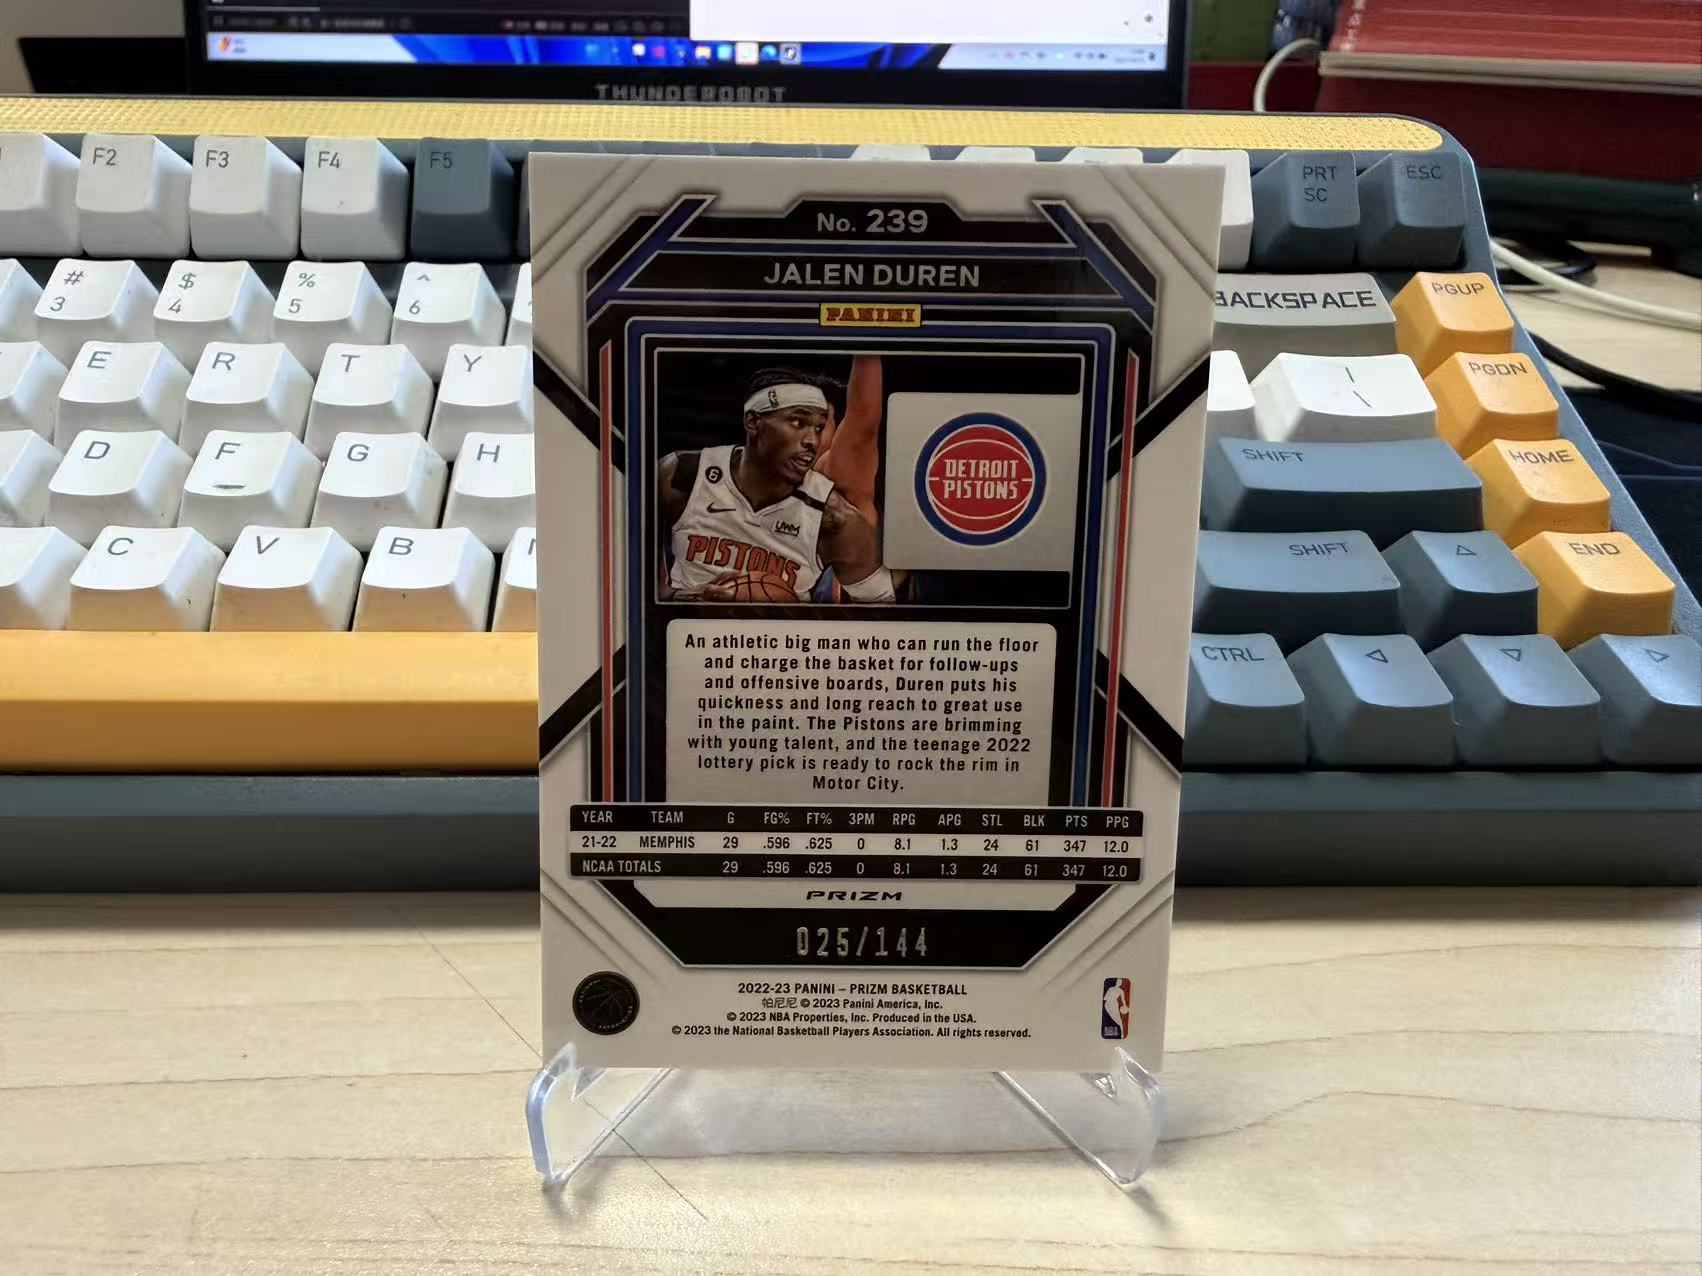 THUNDEROBOT
F2 F3 F4 F5 PRT SC ESC
# 3 $ 4 % 5 ^ 6 BACKSPACE PGUP
E R T Y | \ PGDN
D F G H SHIFT HOME
C V B SHIFT △ END
CTRL ◁ ▽ ▷
No. 239
JALEN DUREN
PANINI
6
UWM
PISTONS
DETROIT
PISTONS
An athletic big man who can run the floor
and charge the basket for follow-ups
and offensive boards, Duren puts his
quickness and long reach to great use
in the paint. The Pistons are brimming
with young talent, and the teenage 2022
lottery pick is ready to rock the rim in
Motor City.
YEAR TEAM G FG% FT% 3PM RPG APG STL BLK PTS PPG
21-22 MEMPHIS 29 .596 .625 0 8.1 1.3 24 61 347 12.0
NCAA TOTALS 29 .596 .625 0 8.1 1.3 24 61 347 12.0
PRIZM
025/144
2022-23 PANINI – PRIZM BASKETBALL
帕尼尼 © 2023 Panini America, Inc.
© 2023 NBA Properties, Inc. Produced in the USA.
© 2023 the National Basketball Players Association. All rights reserved.
NBA